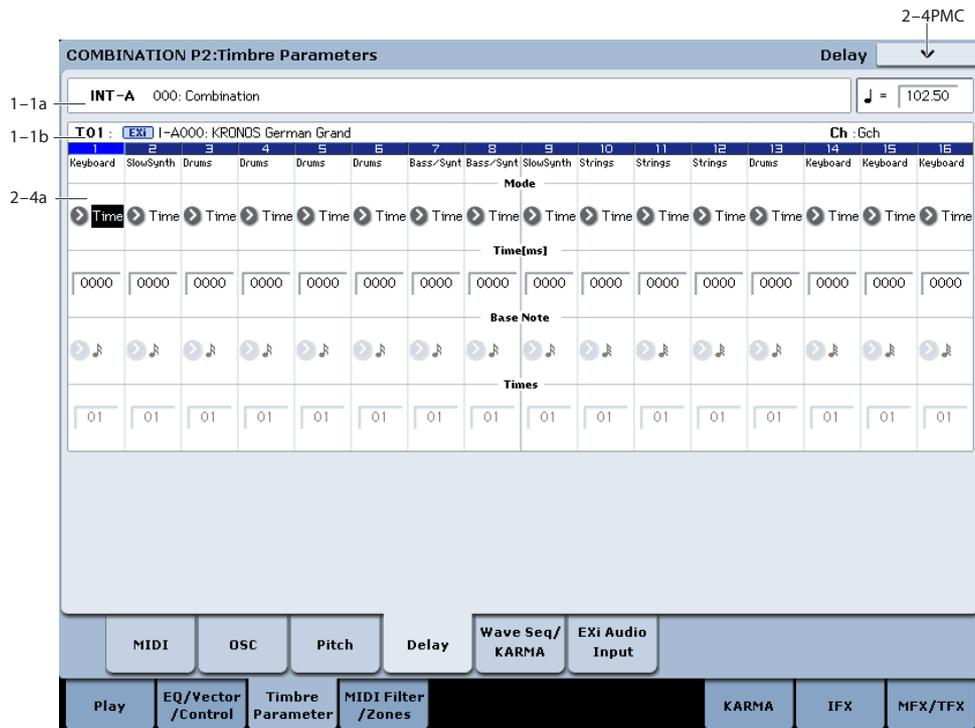 2–4PMC
COMBINATION P2:Timbre Parameters Delay
1–1a INT-A 000: Combination ♩ = 102.50
1–1b T01 : EXi I-A000: KRONOS German Grand Ch :Gch
1 2 3 4 5 6 7 8 9 10 11 12 13 14 15 16
Keyboard SlowSynth Drums Drums Drums Drums Bass/Synt Bass/Synt SlowSynth Strings Strings Strings Drums Keyboard Keyboard Keyboard
Mode
2–4a Time Time Time Time Time Time Time Time Time Time Time Time Time Time Time Time
Time[ms]
0000 0000 0000 0000 0000 0000 0000 0000 0000 0000 0000 0000 0000 0000 0000 0000
Base Note
Times
01 01 01 01 01 01 01 01 01 01 01 01 01 01 01 01
MIDI OSC Pitch Delay Wave Seq/ KARMA EXi Audio Input
Play EQ/Vector /Control Timbre Parameter MIDI Filter /Zones KARMA IFX MFX/TFX